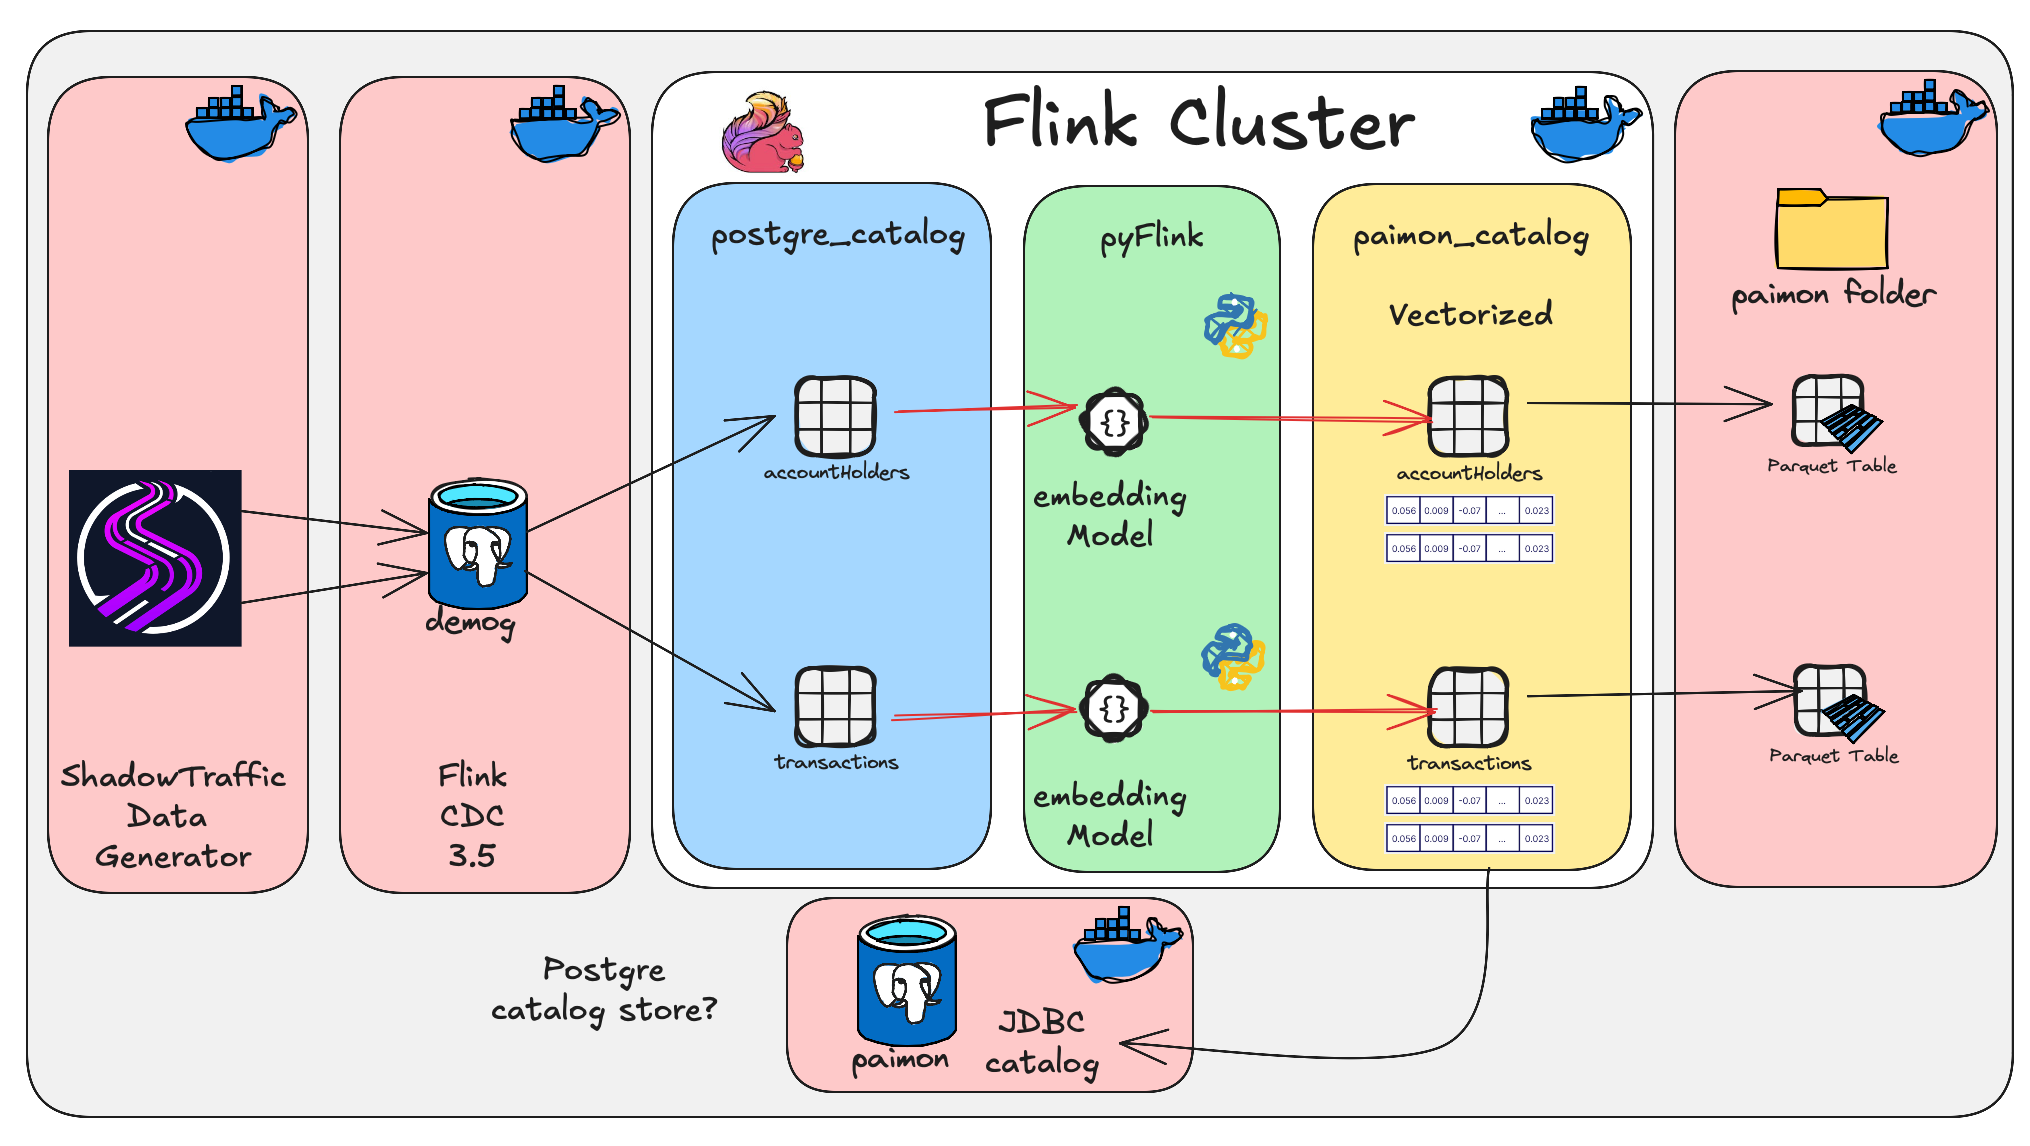 Flink Cluster
ShadowTraffic
Data
Generator
demog
Flink
CDC
3.5
postgre_catalog
accountHolders
transactions
pyFlink
embedding
Model
embedding
Model
paimon_catalog
Vectorized
accountHolders
0.056 0.009 -0.07 ... 0.023
0.056 0.009 -0.07 ... 0.023
transactions
0.056 0.009 -0.07 ... 0.023
0.056 0.009 -0.07 ... 0.023
paimon folder
Parquet Table
Parquet Table
Postgre
catalog store?
paimon
JDBC
catalog